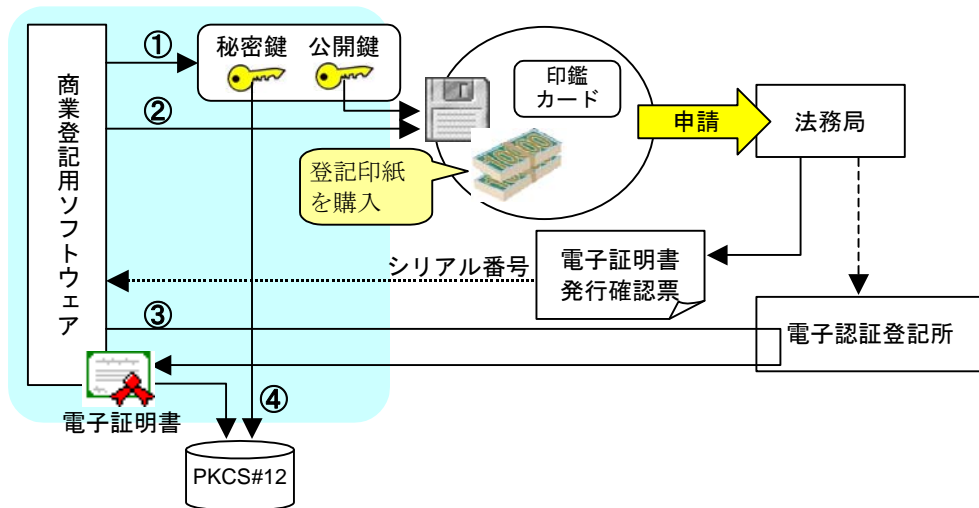 ①
秘密鍵 公開鍵
印鑑
カード
申請
法務局
②
商業登記用ソフトウェア
登記印紙
を購入
シリアル番号
電子証明書
発行確認票
③
電子認証登記所
④
電子証明書
PKCS#12